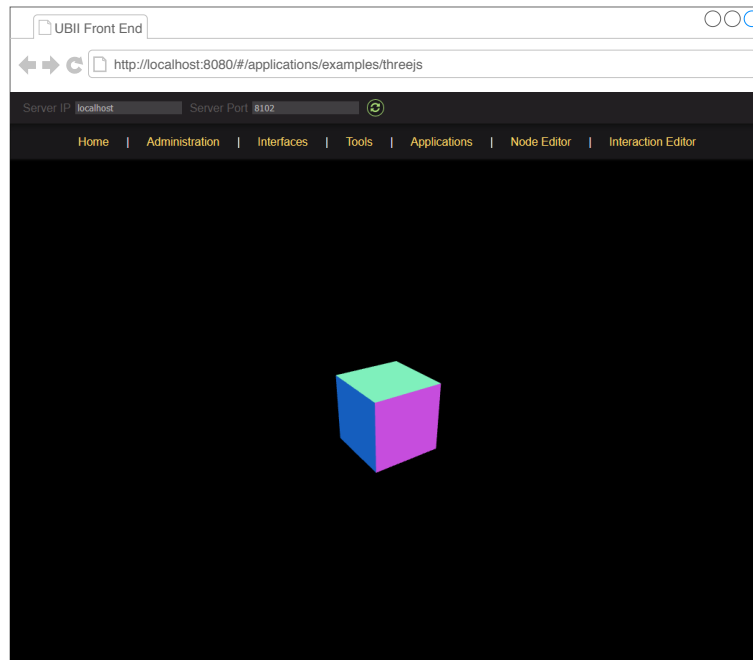 UBII Front End
http://localhost:8080/#/applications/examples/threejs
Server IP localhost Server Port 8102
Home | Administration | Interfaces | Tools | Applications | Node Editor | Interaction Editor